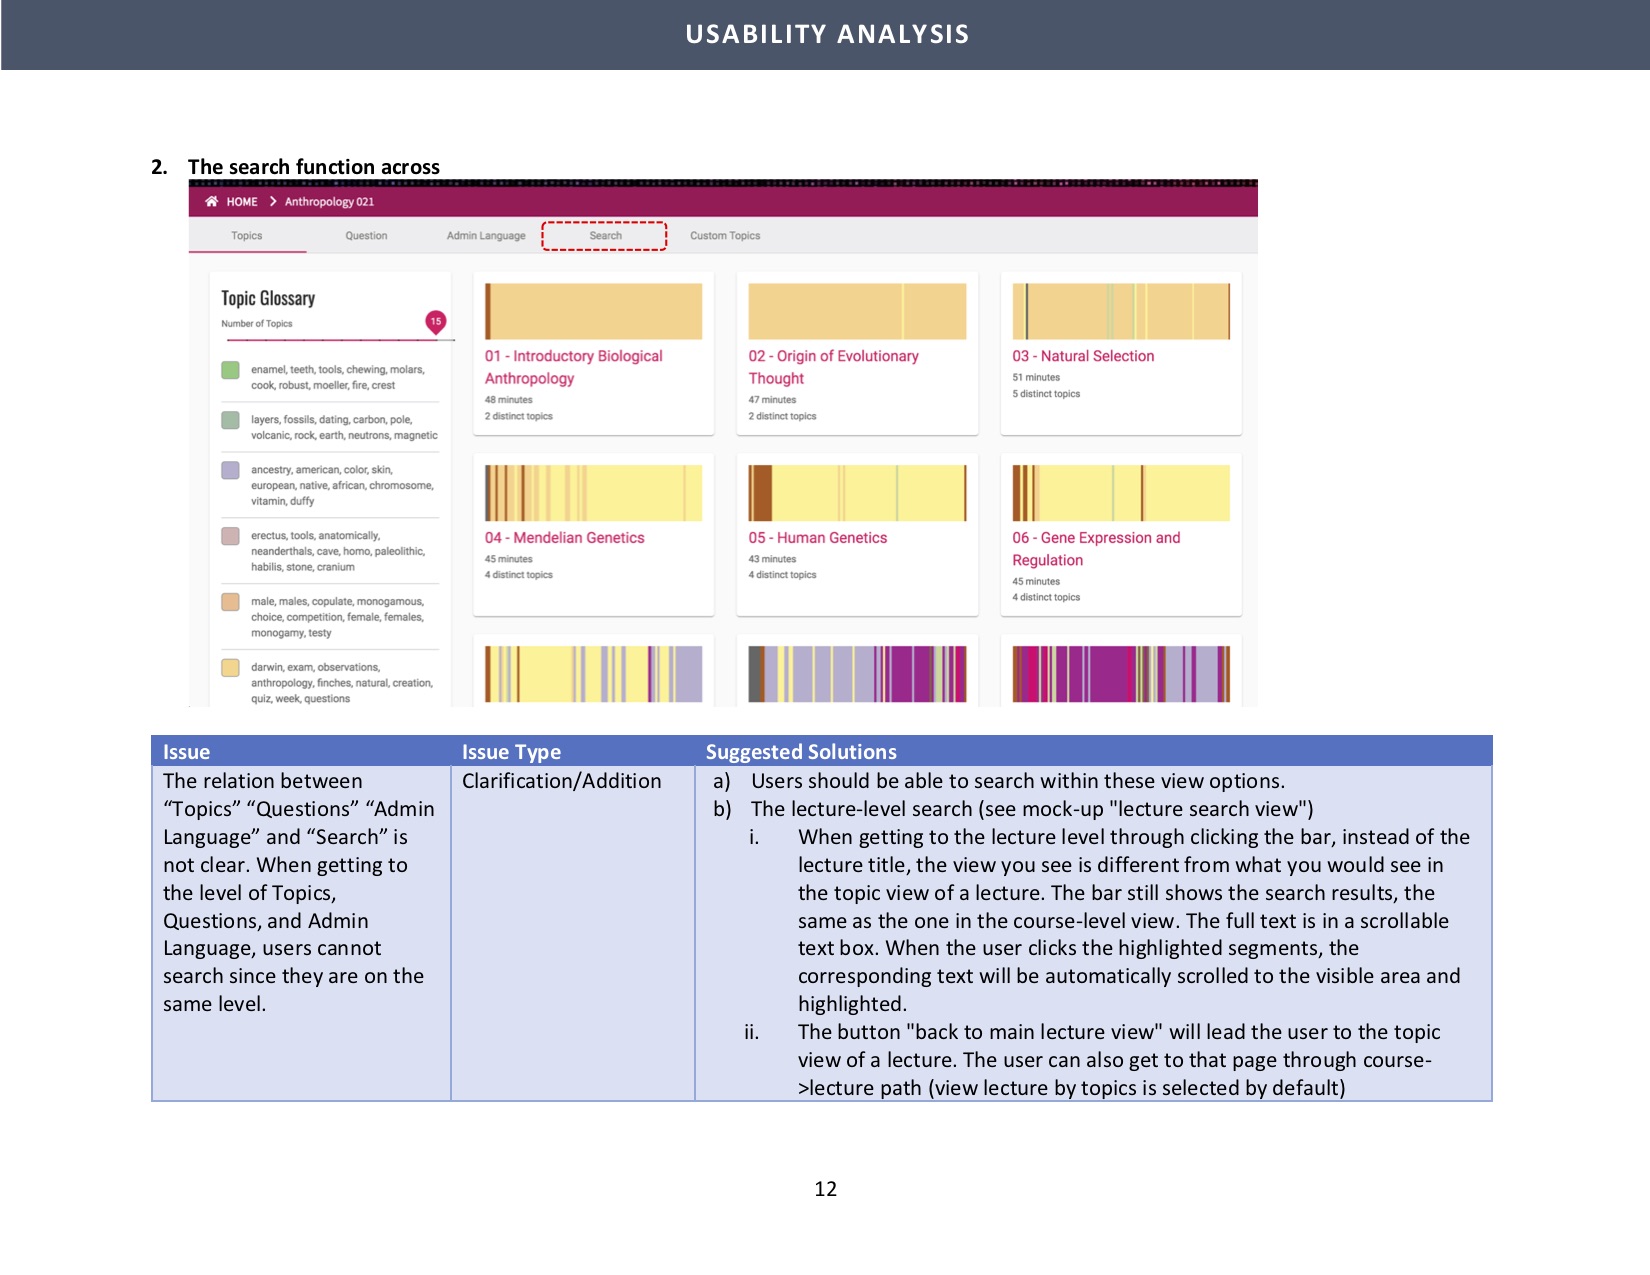 USABILITY ANALYSIS
2. The search function across
HOME > Anthropology 021
Topics Question Admin Language Search Custom Topics
Topic Glossary
Number of Topics
15
enamel, teeth, tools, chewing, molars,
cook, robust, moeller, fire, crest
layers, fossils, dating, carbon, pole,
volcanic, rock, earth, neutrons, magnetic
ancestry, american, color, skin,
european, native, african, chromosome,
vitamin, duffy
erectus, tools, anatomically,
neanderthals, cave, homo, paleolithic,
habilis, stone, cranium
male, males, copulate, monogamous,
choice, competition, female, females,
monogamy, testy
darwin, exam, observations,
anthropology, finches, natural, creation,
quiz, week, questions
01 - Introductory Biological
Anthropology
48 minutes
2 distinct topics
02 - Origin of Evolutionary
Thought
47 minutes
2 distinct topics
03 - Natural Selection
51 minutes
5 distinct topics
04 - Mendelian Genetics
45 minutes
4 distinct topics
05 - Human Genetics
43 minutes
4 distinct topics
06 - Gene Expression and
Regulation
45 minutes
4 distinct topics
Issue Issue Type Suggested Solutions
The relation between
“Topics” “Questions” “Admin
Language” and “Search” is
not clear. When getting to
the level of Topics,
Questions, and Admin
Language, users cannot
search since they are on the
same level.
Clarification/Addition
a) Users should be able to search within these view options.
b) The lecture-level search (see mock-up "lecture search view")
i. When getting to the lecture level through clicking the bar, instead of the
lecture title, the view you see is different from what you would see in
the topic view of a lecture. The bar still shows the search results, the
same as the one in the course-level view. The full text is in a scrollable
text box. When the user clicks the highlighted segments, the
corresponding text will be automatically scrolled to the visible area and
highlighted.
ii. The button "back to main lecture view" will lead the user to the topic
view of a lecture. The user can also get to that page through course-
>lecture path (view lecture by topics is selected by default)
12